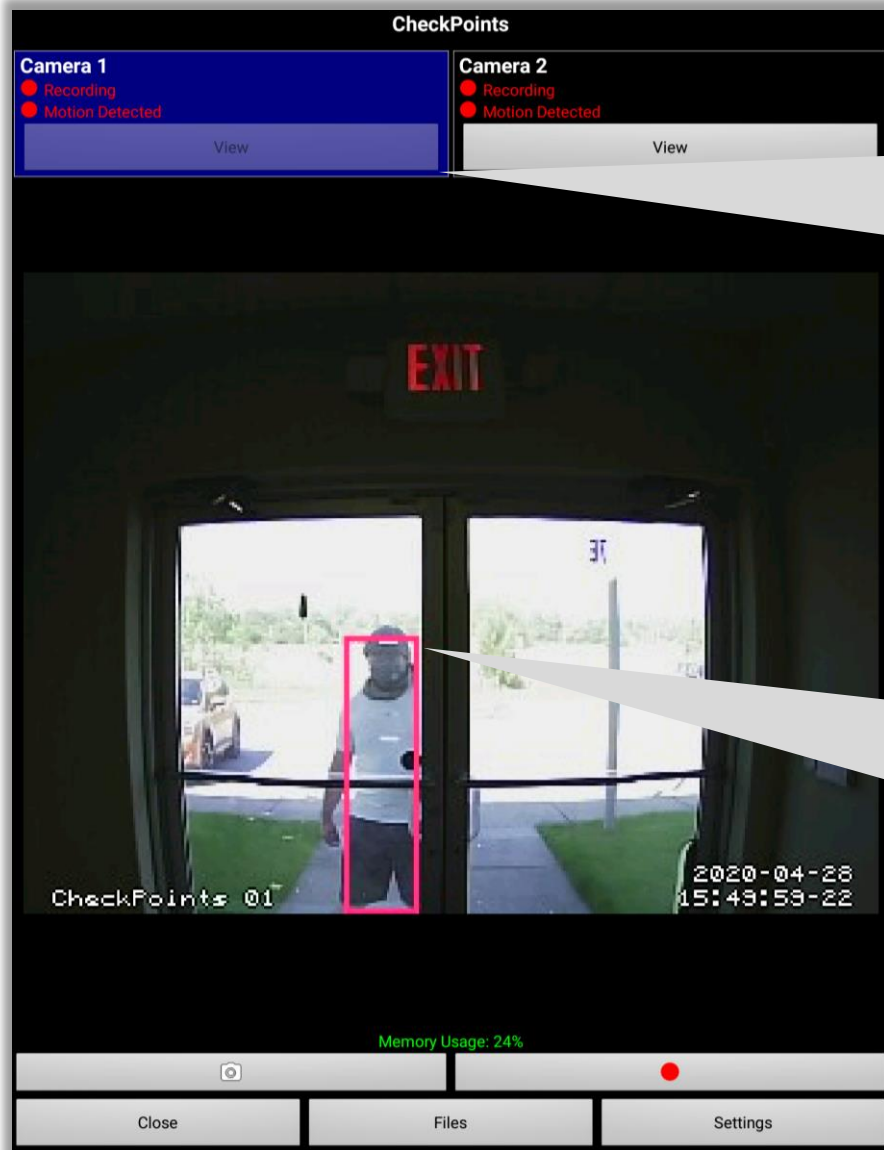 CheckPoints
Camera 1
Recording
Motion Detected
View
Camera 2
Recording
Motion Detected
View
EXIT
CheckPoints 01
2020-04-28
15:49:59-22
Memory Usage: 24%
Close
Files
Settings